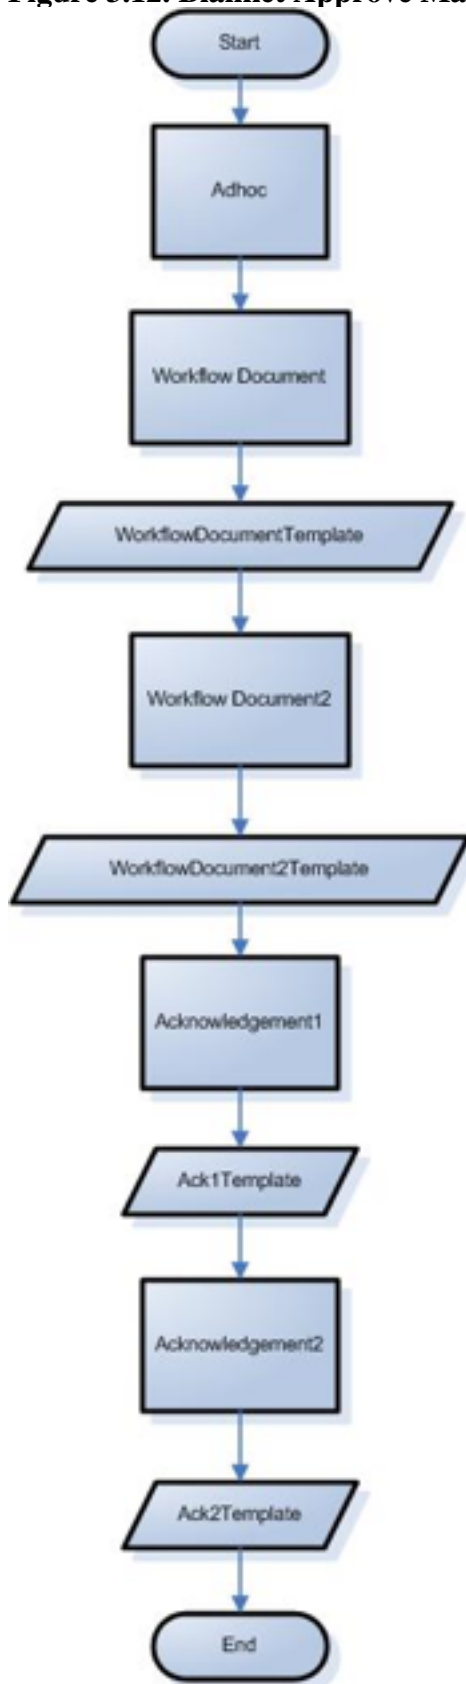 Start
Adhoc
Workflow Document
WorkflowDocumentTemplate
Workflow Document2
WorkflowDocument2Template
Acknowledgement1
Ack1Template
Acknowledgement2
Ack2Template
End